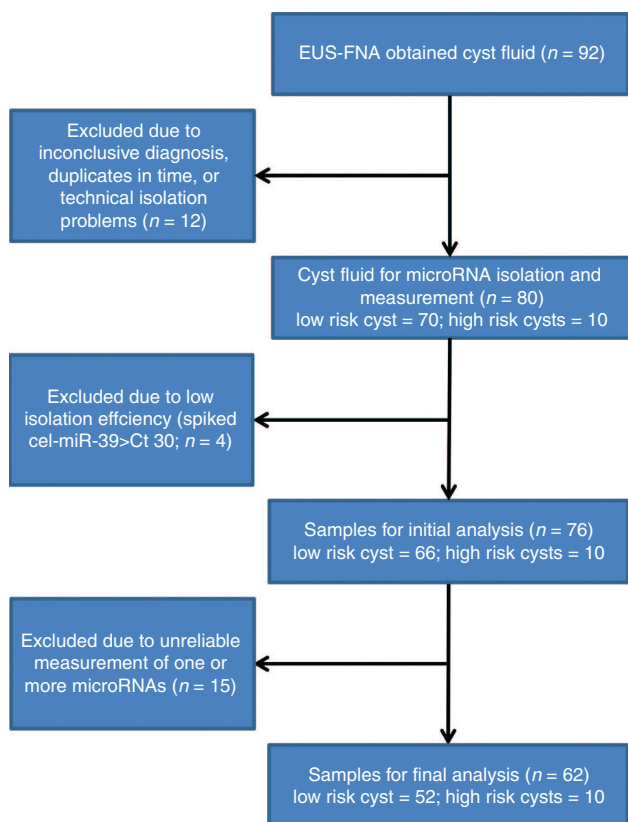 EUS-FNA obtained cyst fluid (n = 92)
Excluded due to
inconclusive diagnosis,
duplicates in time, or
technical isolation
problems (n = 12)
Cyst fluid for microRNA isolation and
measurement (n = 80)
low risk cyst = 70; high risk cysts = 10
Excluded due to low
isolation effciency (spiked
cel-miR-39>Ct 30; n = 4)
Samples for initial analysis (n = 76)
low risk cyst = 66; high risk casts = 10
Excluded due to unreliable
measurement of one or
more microRNAs (n = 15)
Samples for final analysis (n = 62)
low risk cyst = 52; high risk casts = 10